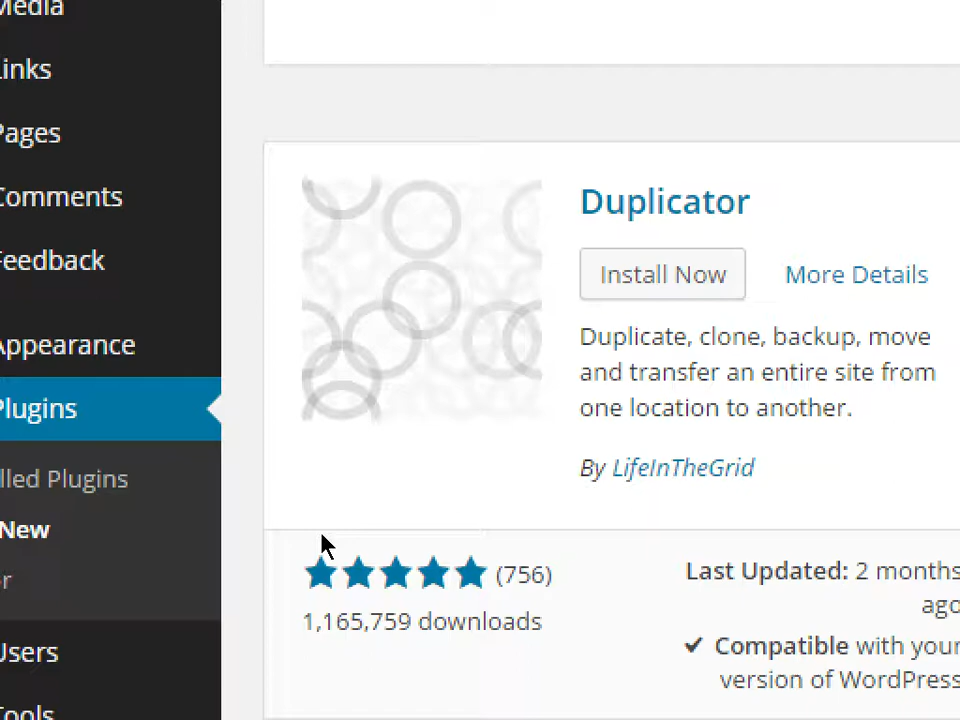 Media
Links
Pages
Comments
Feedback
Appearance
Plugins
lled Plugins
New
r
Users
Tools
Duplicator
Install Now
More Details
Duplicate, clone, backup, move
and transfer an entire site from
one location to another.
By LifeInTheGrid
(756)
1,165,759 downloads
Last Updated: 2 months
ago
✔ Compatible with your
version of WordPress